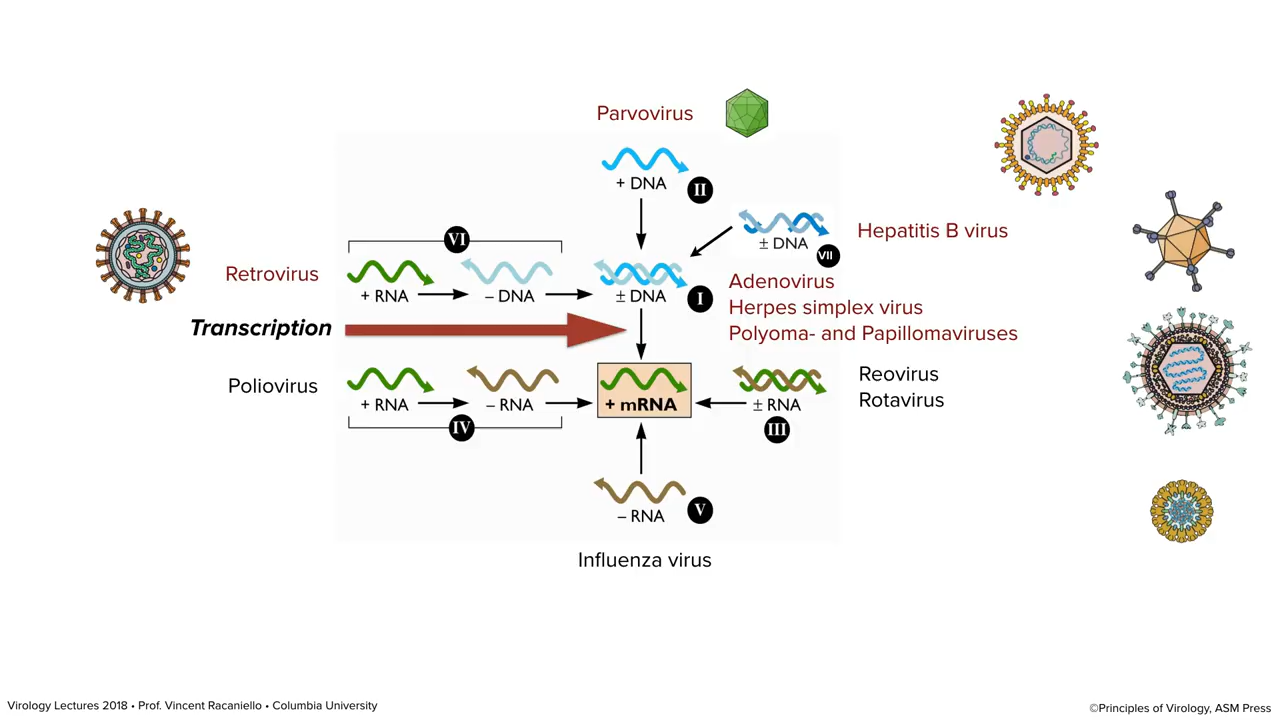 Parvovirus
+ DNA
II
± DNA
VII
Hepatitis B virus
VI
Retrovirus
+ RNA
– DNA
± DNA
I
Adenovirus
Herpes simplex virus
Polyoma- and Papillomaviruses
Transcription
Poliovirus
+ RNA
– RNA
IV
+ mRNA
± RNA
III
Reovirus
Rotavirus
– RNA
V
Influenza virus
Virology Lectures 2018 • Prof. Vincent Racaniello • Columbia University
©Principles of Virology, ASM Press